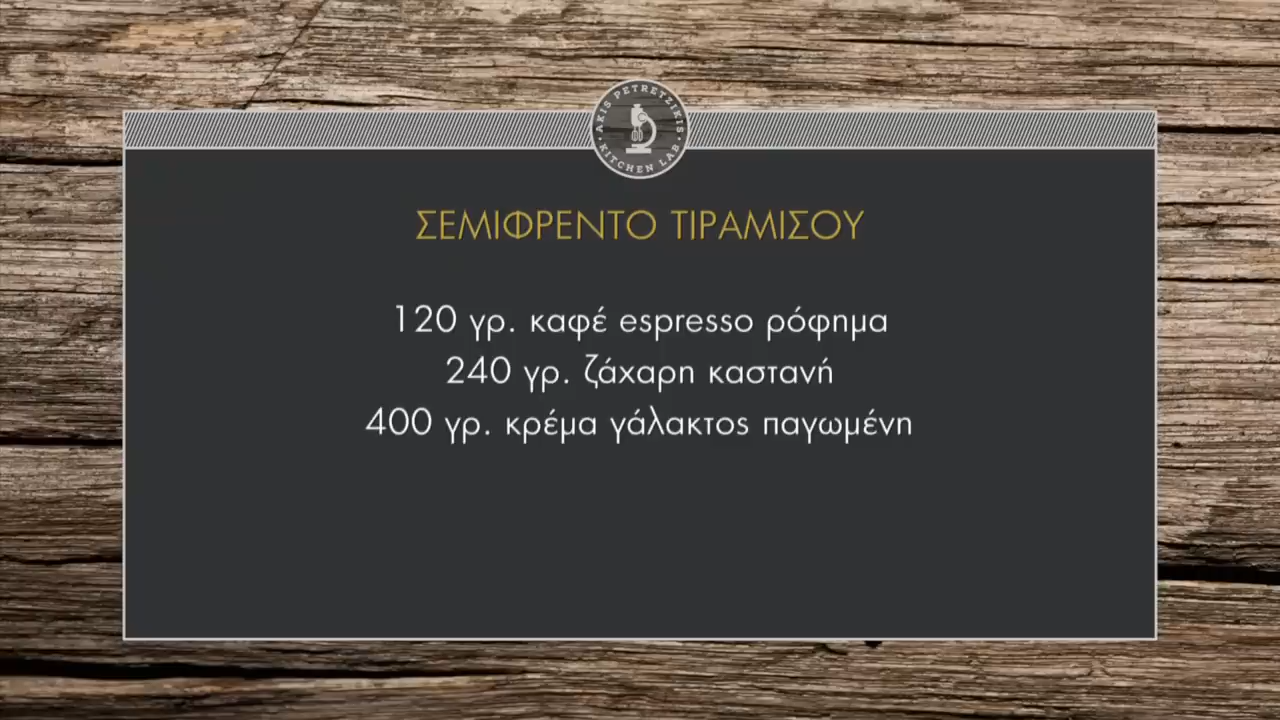 AKIS PETRETZIKIS
KITCHEN LAB
ΣΕΜΙΦΡΕΝΤΟ ΤΙΡΑΜΙΣΟΥ
120 γρ. καφέ espresso ρόφημα
240 γρ. ζάχαρη καστανή
400 γρ. κρέμα γάλακτος παγωμένη